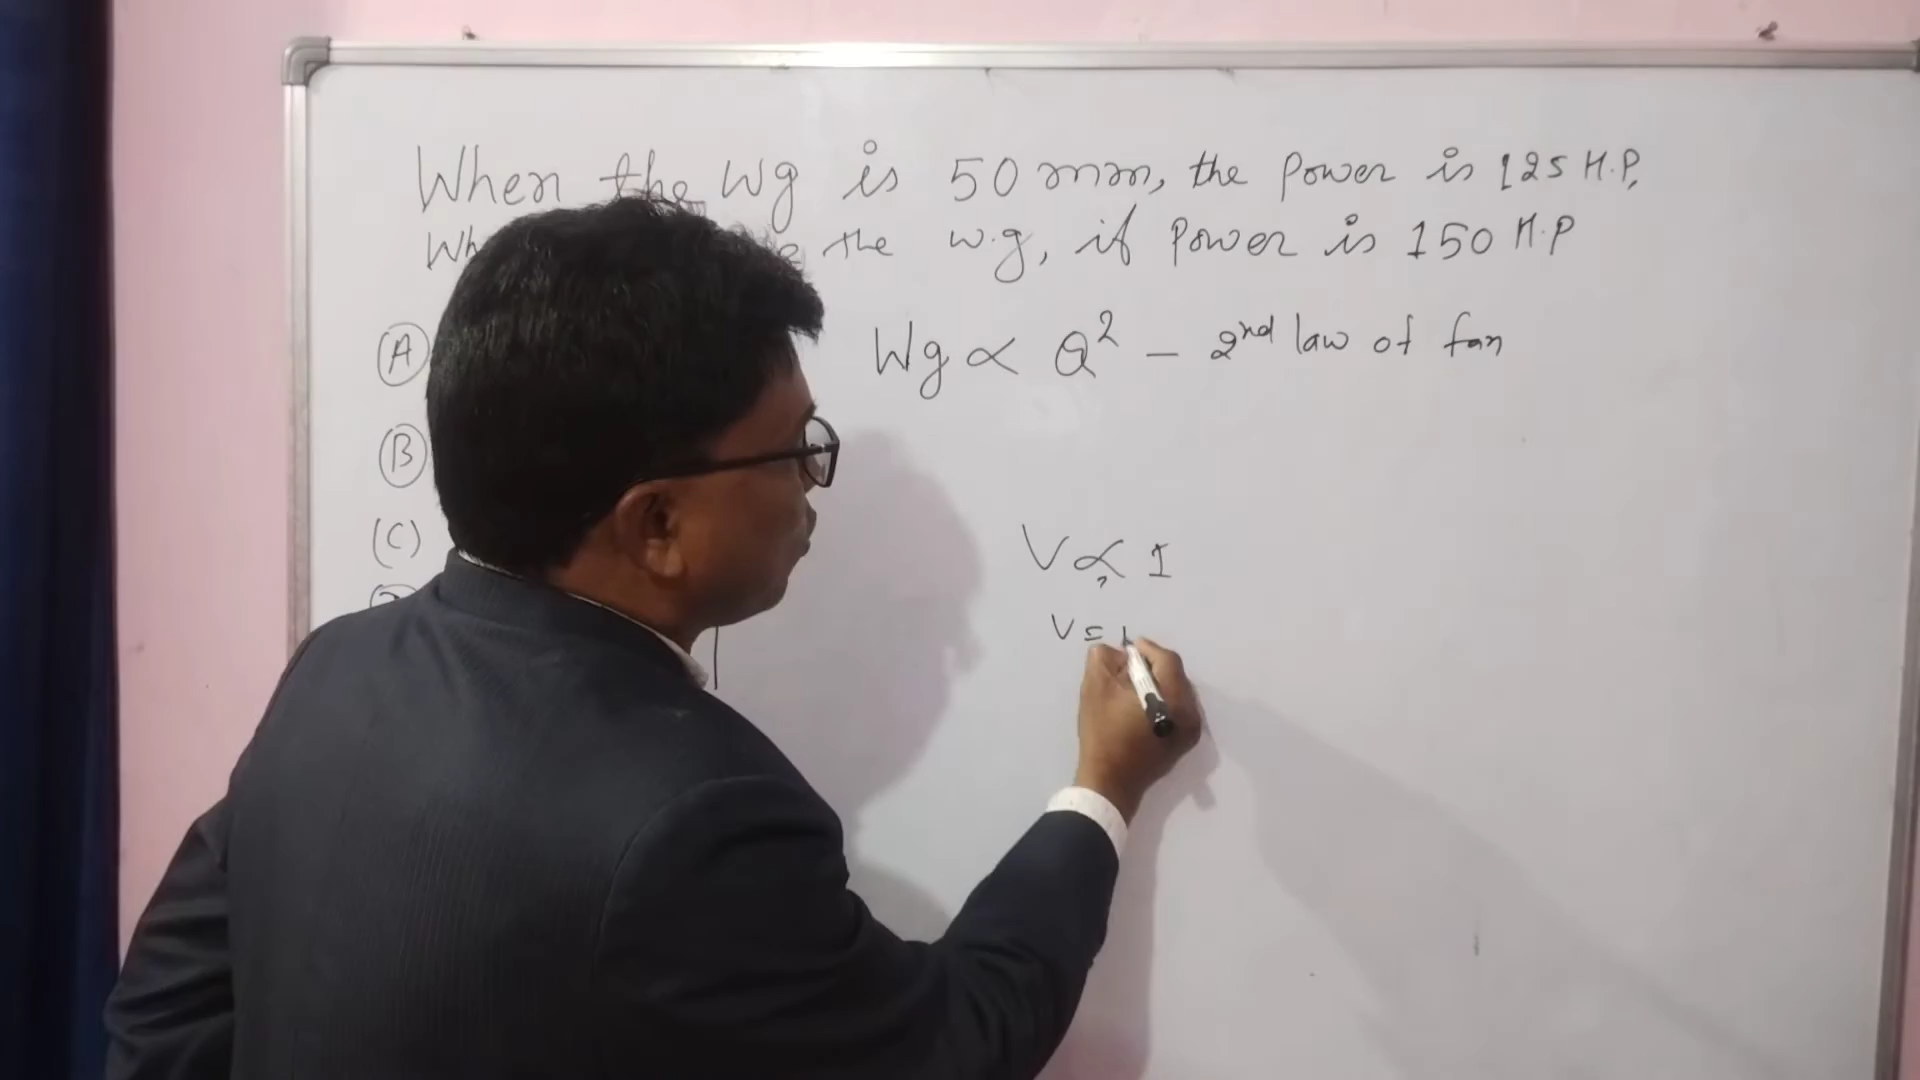 When the Wg is 50 mm, the Power is 125 H.P,
the w.g, if Power is 150 H.P
(A) Wg ∝ Q² - 2nd law of fan
(B)
(C) V ∝ I
V =